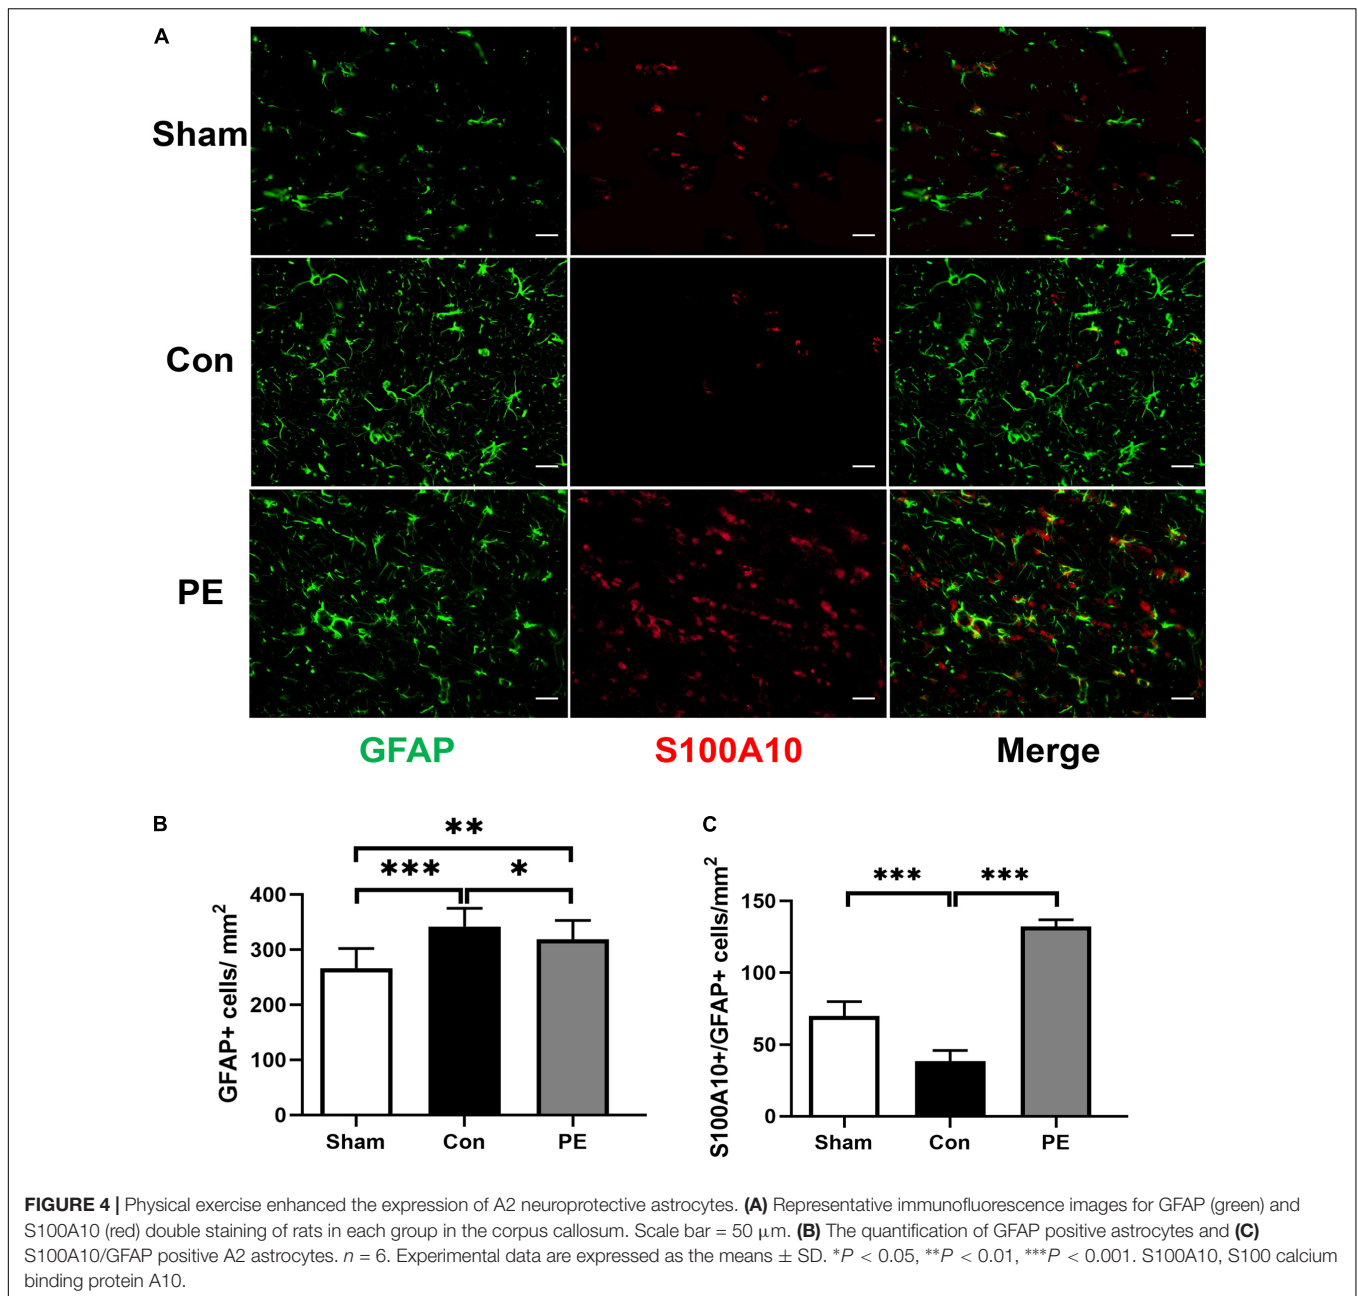 A
Sham
Con
PE
GFAP S100A10 Merge
B
**
*** *
GFAP+ cells/ mm²
400
300
200
100
0
Sham Con PE
C
*** ***
S100A10+/GFAP+ cells/mm²
150
100
50
0
Sham Con PE
FIGURE 4 | Physical exercise enhanced the expression of A2 neuroprotective astrocytes. (A) Representative immunofluorescence images for GFAP (green) and
S100A10 (red) double staining of rats in each group in the corpus callosum. Scale bar = 50 μm. (B) The quantification of GFAP positive astrocytes and (C)
S100A10/GFAP positive A2 astrocytes. n = 6. Experimental data are expressed as the means ± SD. *P < 0.05, **P < 0.01, ***P < 0.001. S100A10, S100 calcium
binding protein A10.